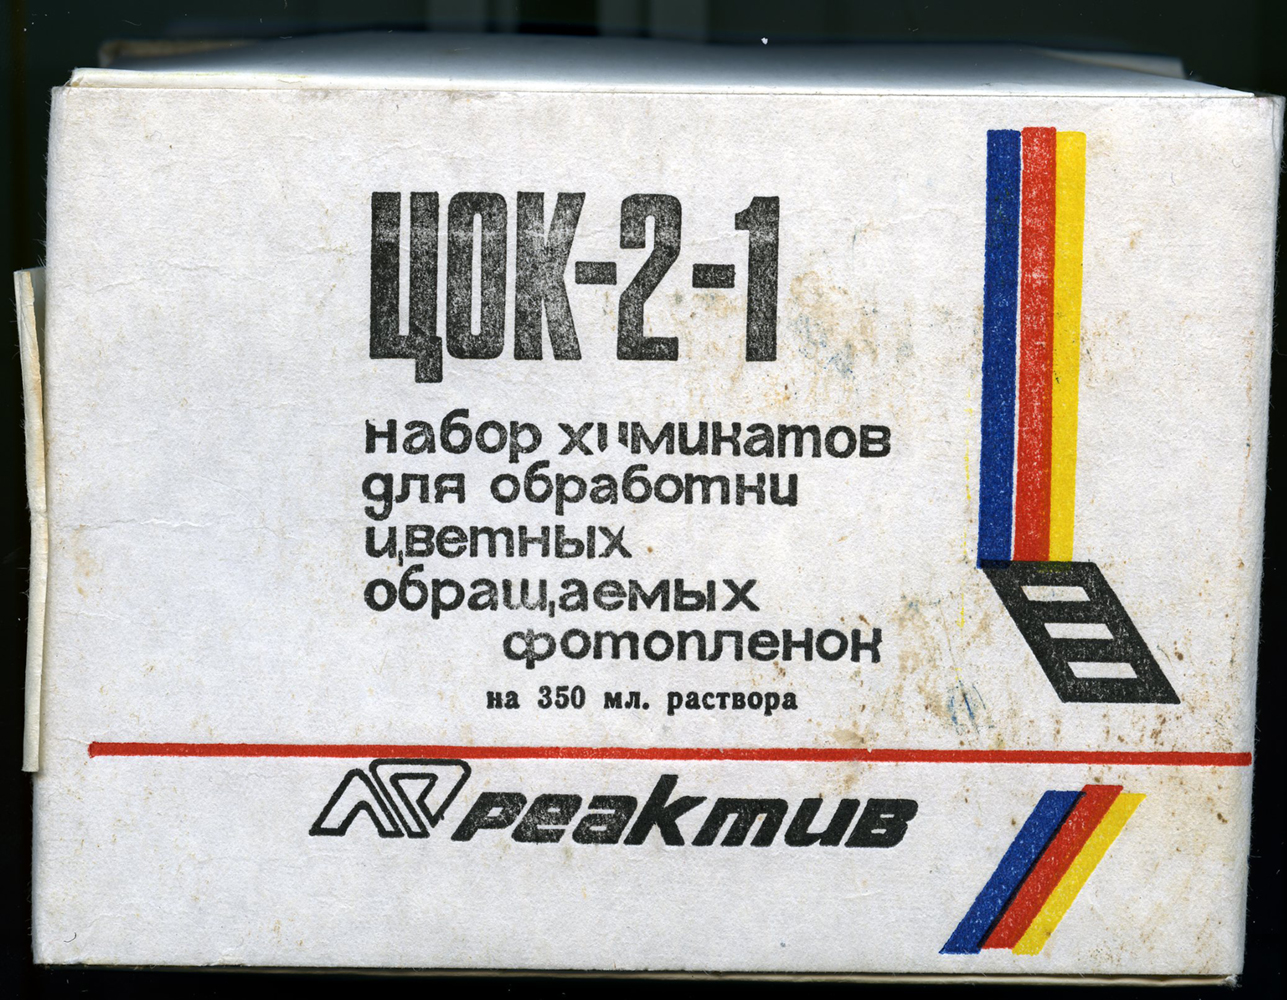 ЦОК-2-1
набор химикатов
для обработки
цветных
обращаемых
фотопленок
на 350 мл. раствора
реактив